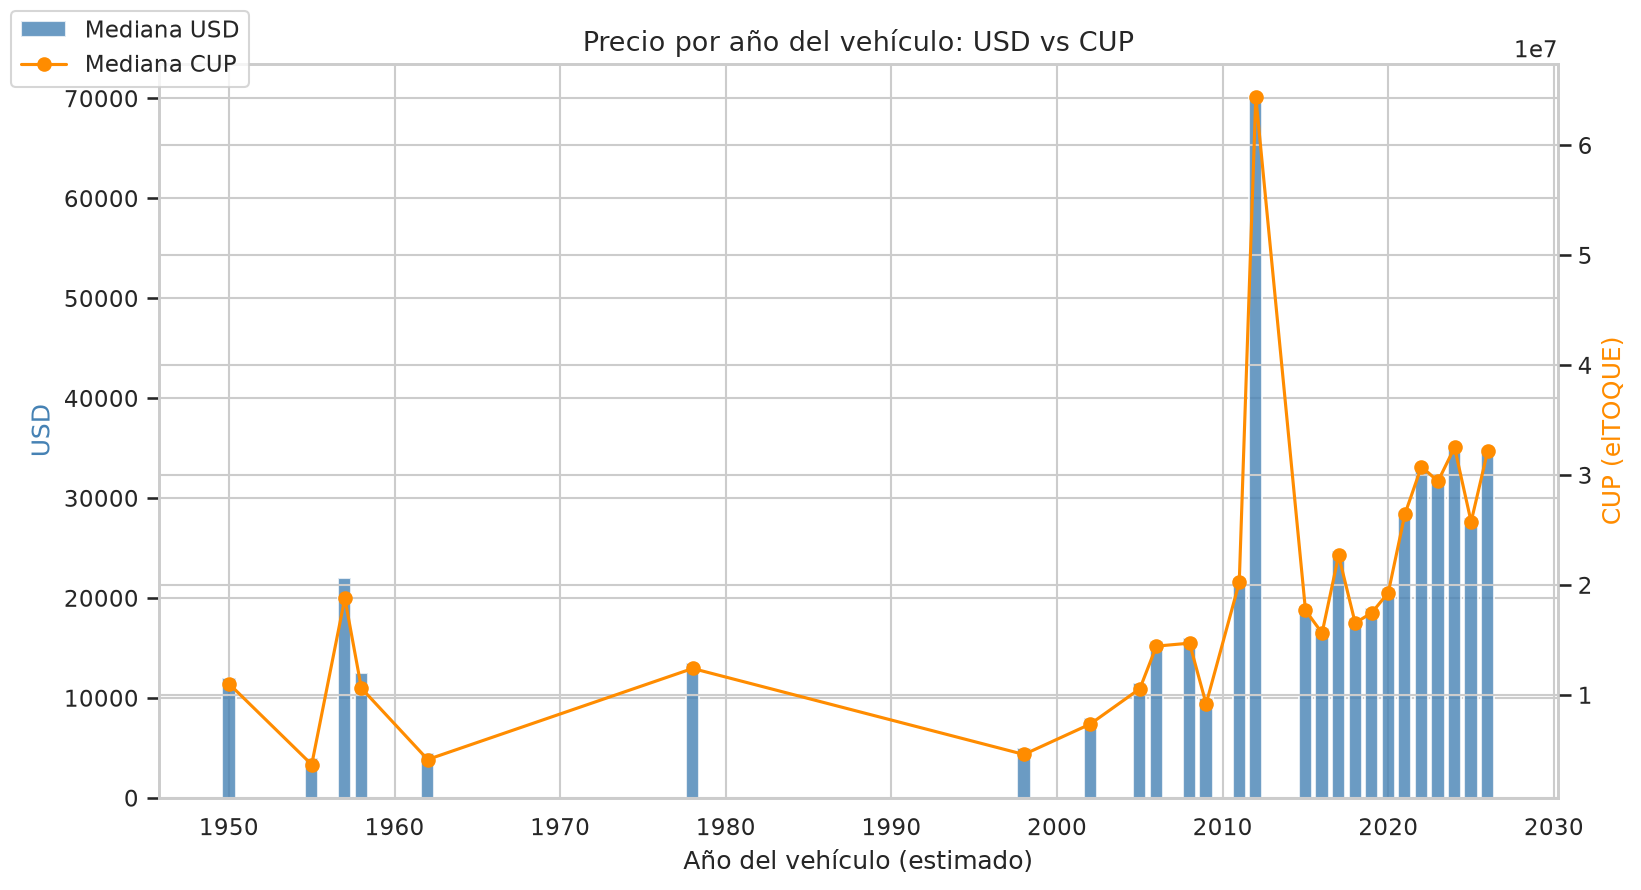 Mediana USD
Mediana CUP
Precio por año del vehículo: USD vs CUP
1e7
70000
60000
50000
40000
30000
20000
10000
0
USD
6
5
4
3
2
1
CUP (elTOQUE)
1950 1960 1970 1980 1990 2000 2010 2020 2030
Año del vehículo (estimado)